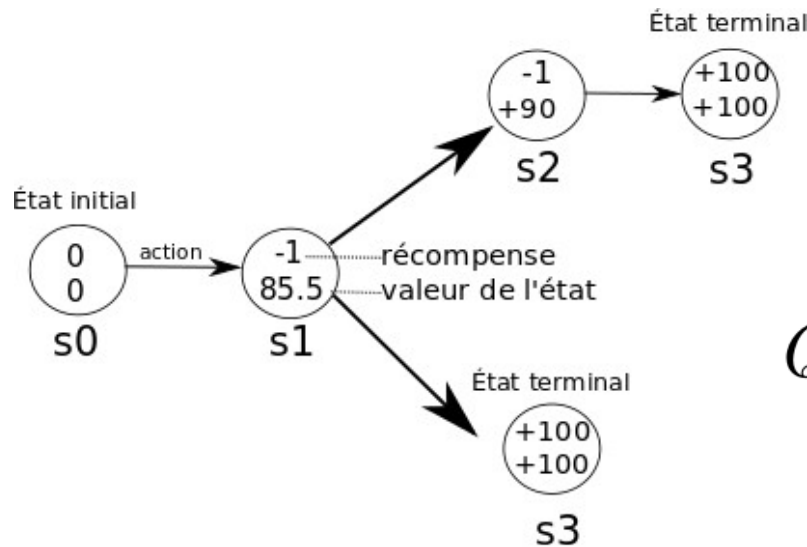 État terminal
-1
+90
s2
+100
+100
s3
État initial
0
0
s0
action
-1
85.5
s1
récompense
valeur de l'état
État terminal
+100
+100
s3